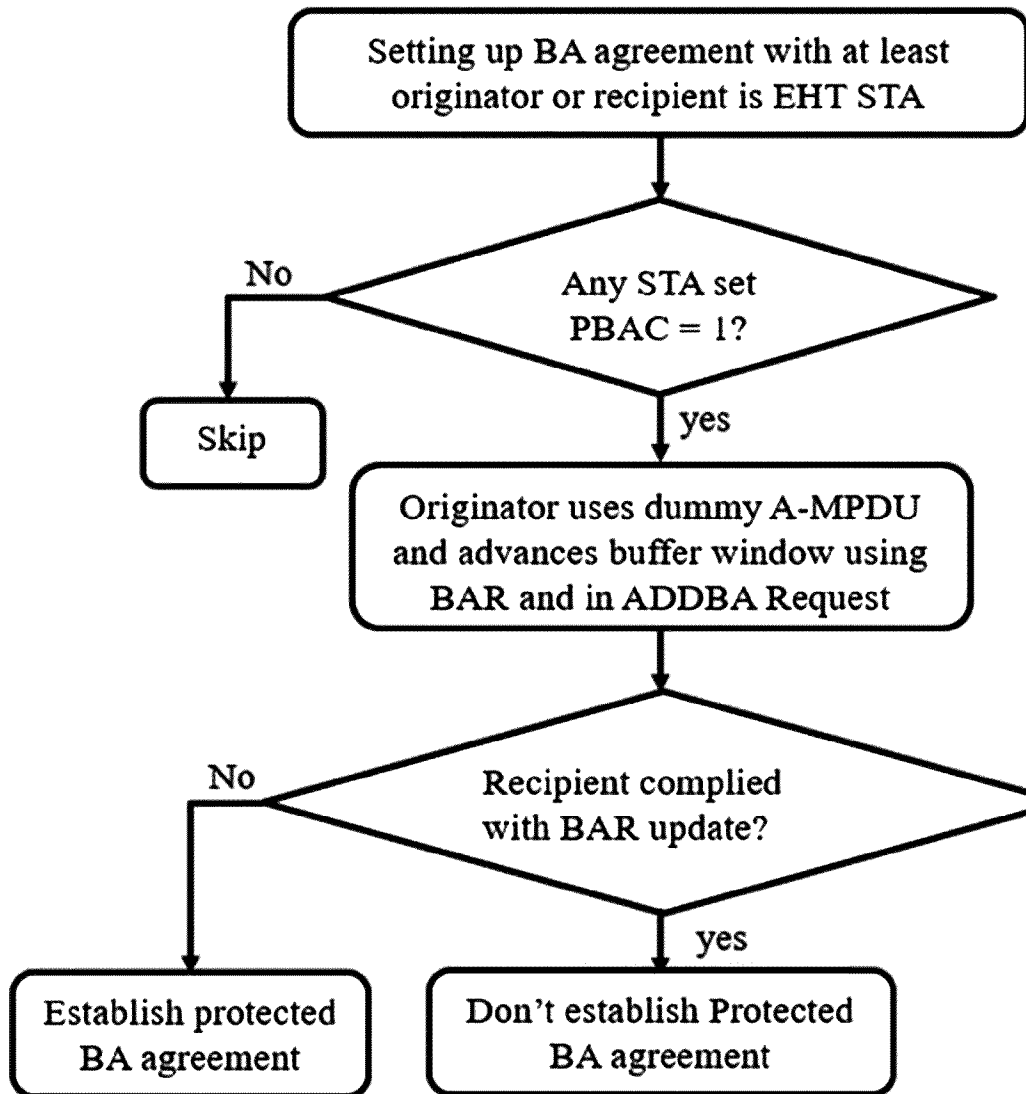 Setting up BA agreement with at least
originator or recipient is EHT STA
No
Any STA set
PBAC = 1?
Skip
yes
Originator uses dummy A-MPDU
and advances buffer window using
BAR and in ADDBA Request
No
Recipient complied
with BAR update?
yes
Establish protected
BA agreement
Don't establish Protected
BA agreement